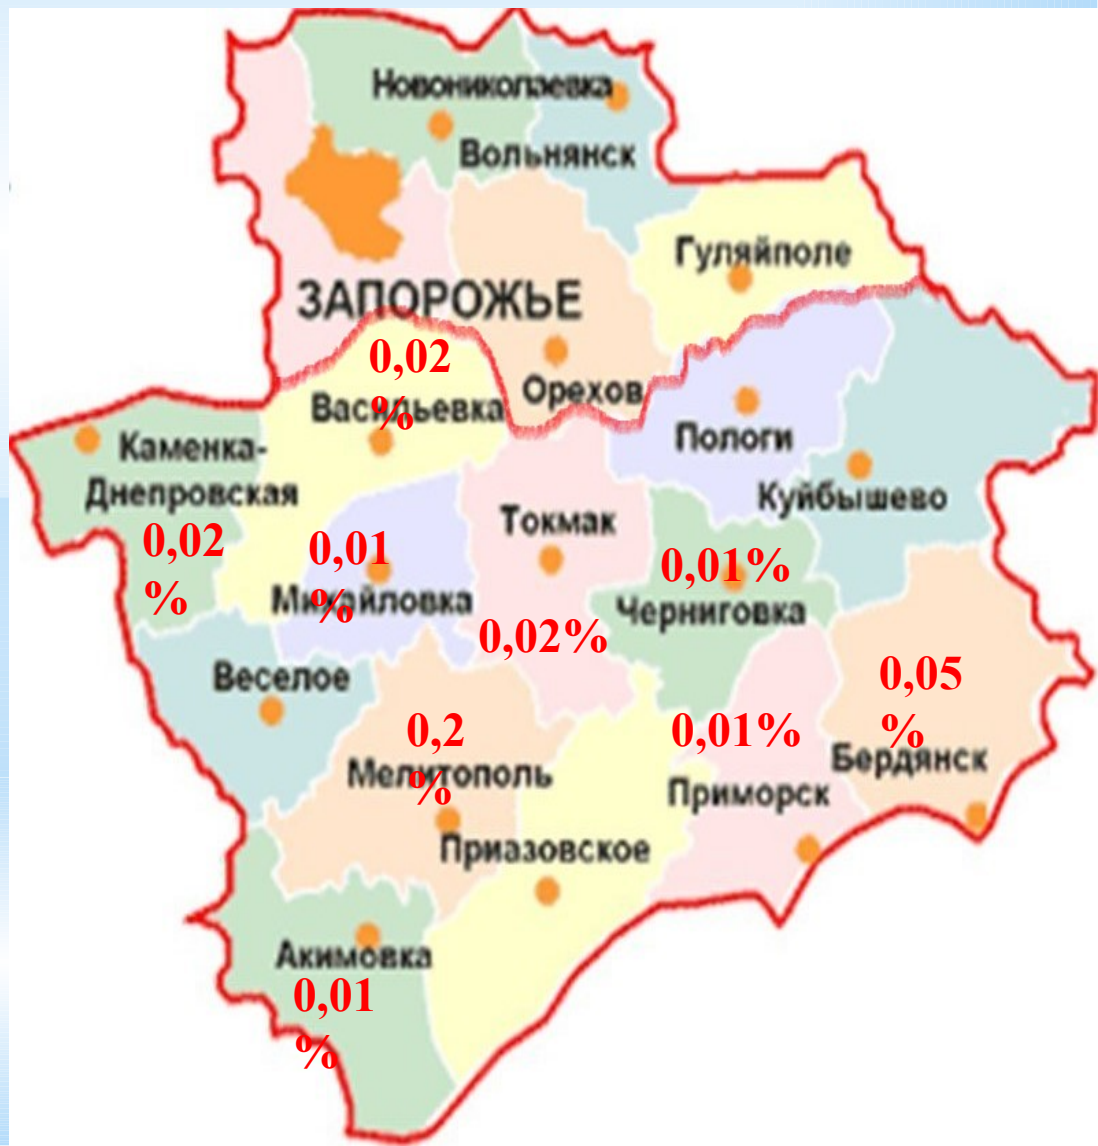 Новониколаевка
Вольнянск
Гуляйполе
ЗАПОРОЖЬЕ
0,02
%
Васильевка
Орехов
Пологи
Каменка-
Днепровская
Куйбышево
0,02
%
0,01
%
Михайловка
Токмак
0,01%
Черниговка
0,02%
Веселое
0,05
%
Бердянск
0,2
%
Мелитополь
0,01%
Приморск
Приазовское
Акимовка
0,01
%